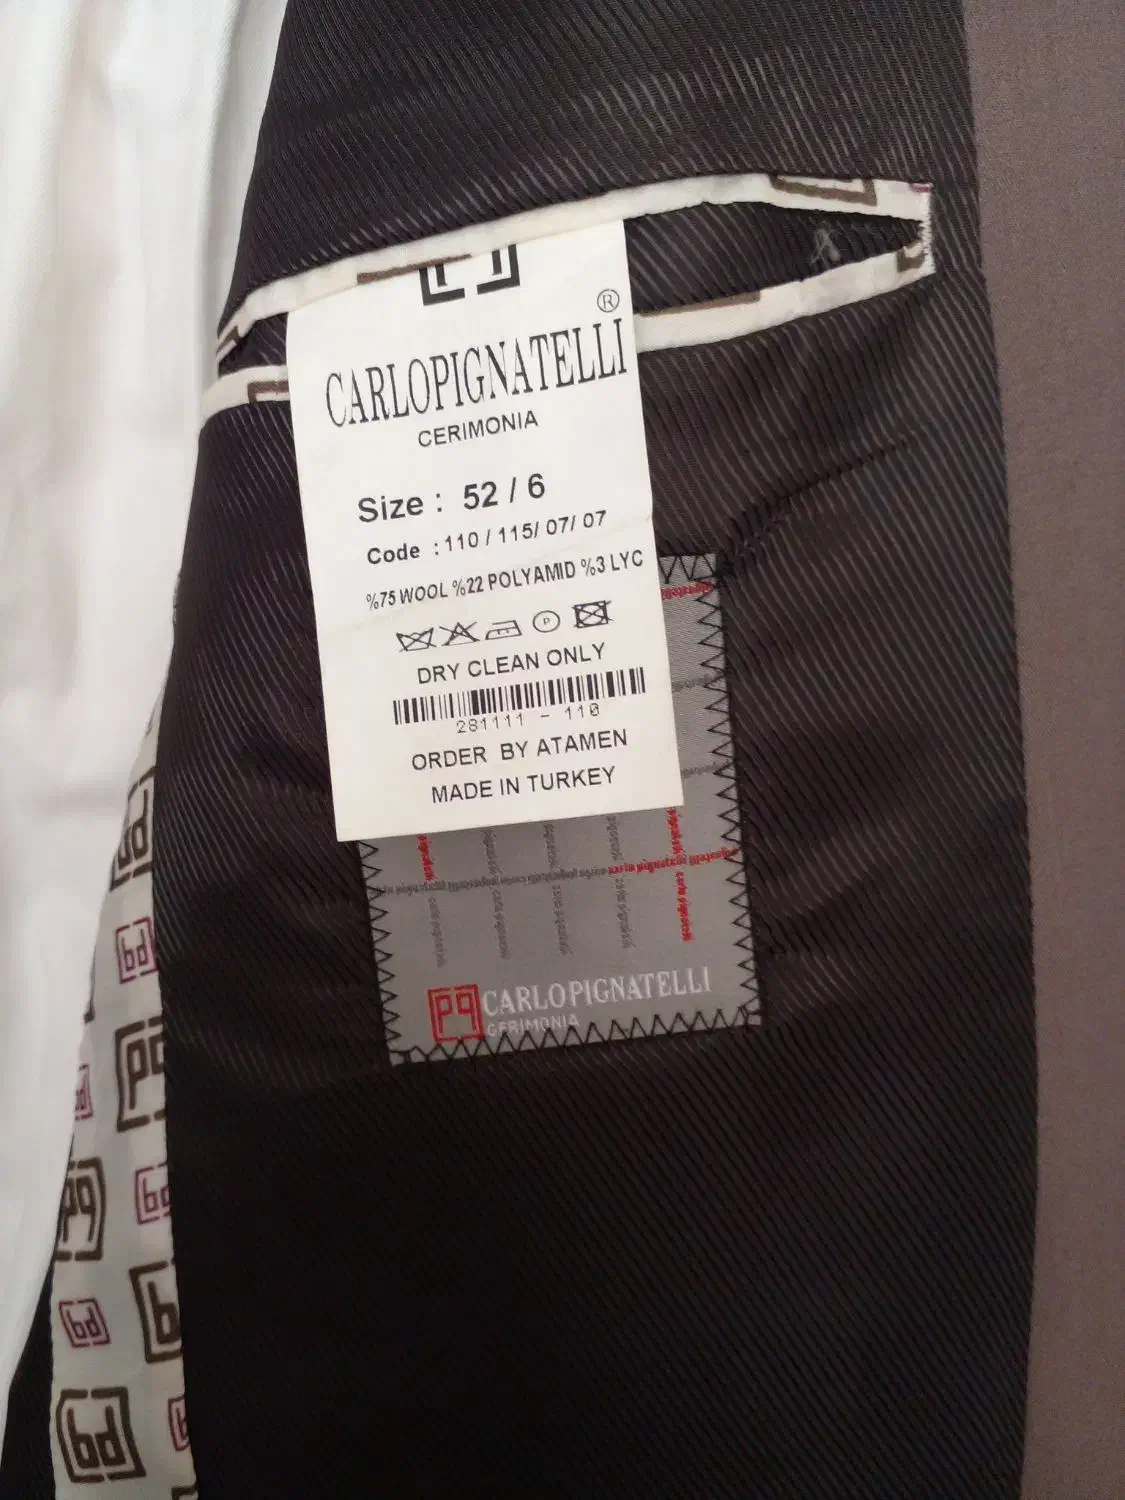 ®
CARLOPIGNATELLI
CERIMONIA
Size : 52 / 6
Code : 110 / 115/ 07/ 07
%75 WOOL %22 POLYAMID %3 LYC
P
DRY CLEAN ONLY
281111 - 110
ORDER BY ATAMEN
MADE IN TURKEY
CARLOPIGNATELLI
CERIMONIA